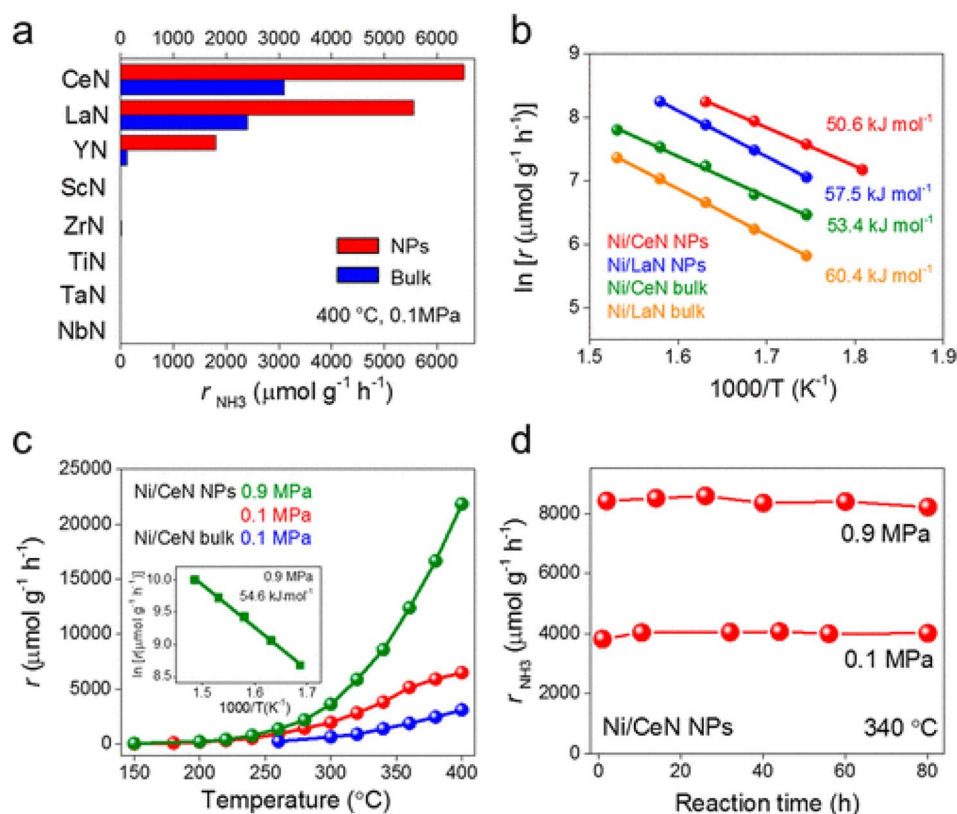 a
0 1000 2000 3000 4000 5000 6000
CeN
LaN
YN
ScN
ZrN
TiN
TaN
NbN
NPs
Bulk
400 °C, 0.1MPa
0 1000 2000 3000 4000 5000 6000
r NH3 (μmol g⁻¹ h⁻¹)
b
ln [r (μmol g⁻¹ h⁻¹)]
9
8
7
6
5
50.6 kJ mol⁻¹
57.5 kJ mol⁻¹
53.4 kJ mol⁻¹
60.4 kJ mol⁻¹
Ni/CeN NPs
Ni/LaN NPs
Ni/CeN bulk
Ni/LaN bulk
1.5 1.6 1.7 1.8 1.9
1000/T (K⁻¹)
c
r (μmol g⁻¹ h⁻¹)
25000
20000
15000
10000
5000
0
Ni/CeN NPs 0.9 MPa
0.1 MPa
Ni/CeN bulk 0.1 MPa
ln [r(μmol g⁻¹ h⁻¹)]
10.0
9.5
9.0
8.5
0.9 MPa
54.6 kJmol⁻¹
1.5 1.6 1.7
1000/T(K⁻¹)
150 200 250 300 350 400
Temperature (°C)
d
r NH3 (μmol g⁻¹ h⁻¹)
8000
6000
4000
2000
0
0.9 MPa
0.1 MPa
Ni/CeN NPs 340 °C
0 20 40 60 80
Reaction time (h)